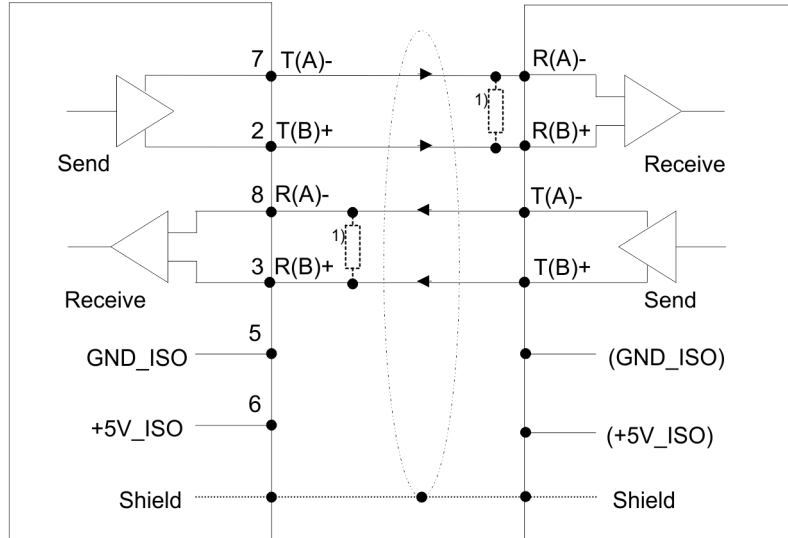 7 T(A)- R(A)-
1)
2 T(B)+ R(B)+
Send Receive
8 R(A)- T(A)-
1)
3 R(B)+ T(B)+
Receive Send
5
GND_ISO (GND_ISO)
6
+5V_ISO (+5V_ISO)
Shield Shield